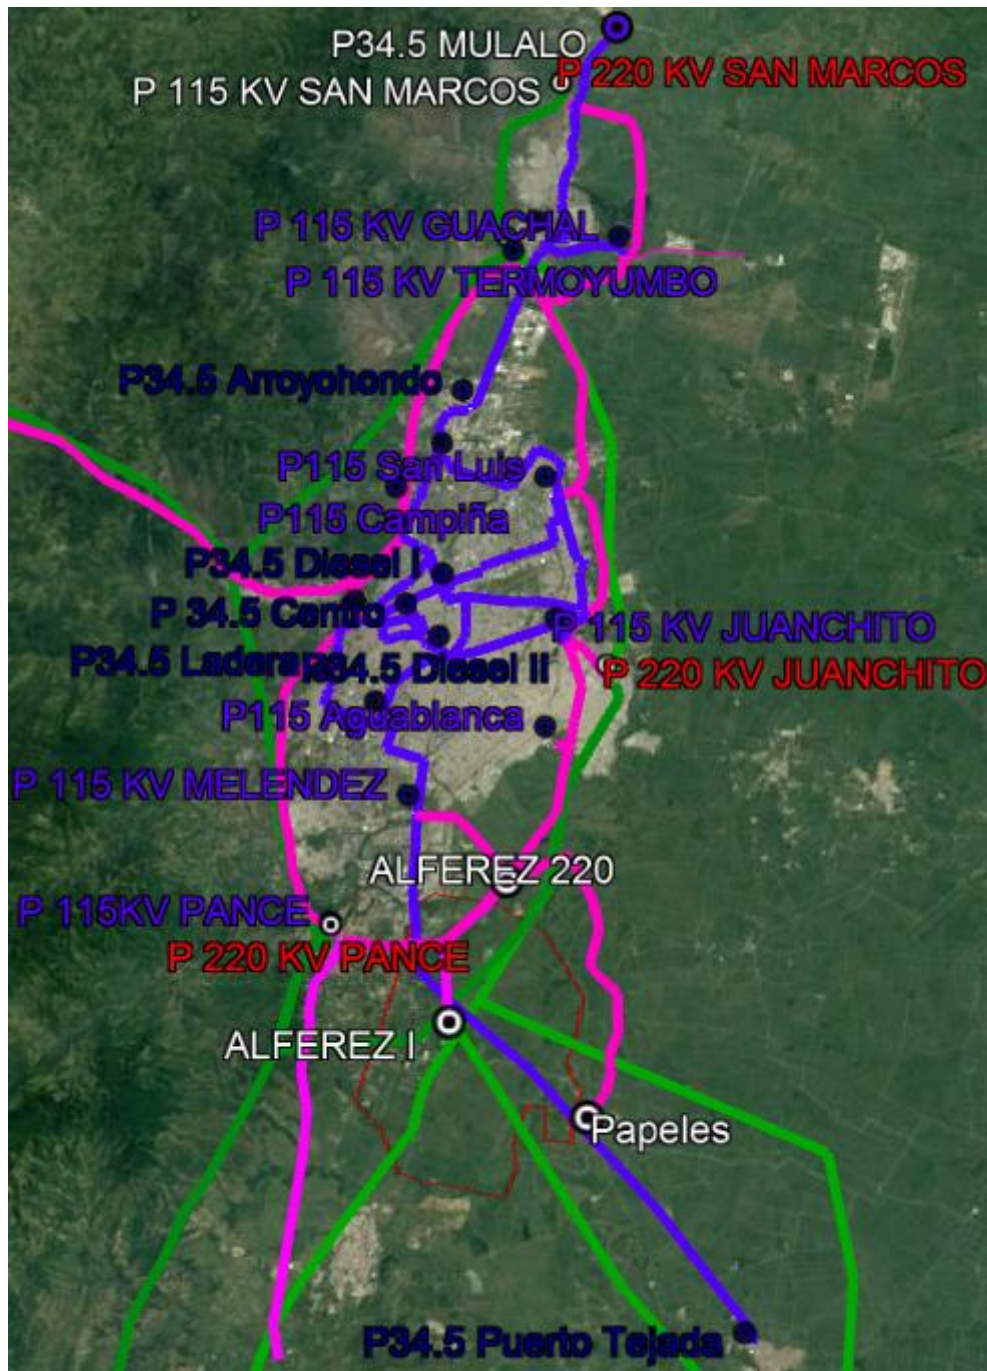 P34.5 MULALO
P 220 KV SAN MARCOS
P 115 KV SAN MARCOS
P 115 KV GUACHAL
P 115 KV TERMOYUMBO
P34.5 Arroyohondo
P115 San Luis
P115 Campiña
P34.5 Diesel I
P 34.5 Centro
P 115 KV JUANCHITO
P34.5 Ladera
P34.5 Diesel II
P 220 KV JUANCHITO
P115 Aguablanca
P 115 KV MELENDEZ
ALFEREZ 220
P 115KV PANCE
P 220 KV PANCE
ALFEREZ I
Papeles
P34.5 Puerto Tejada